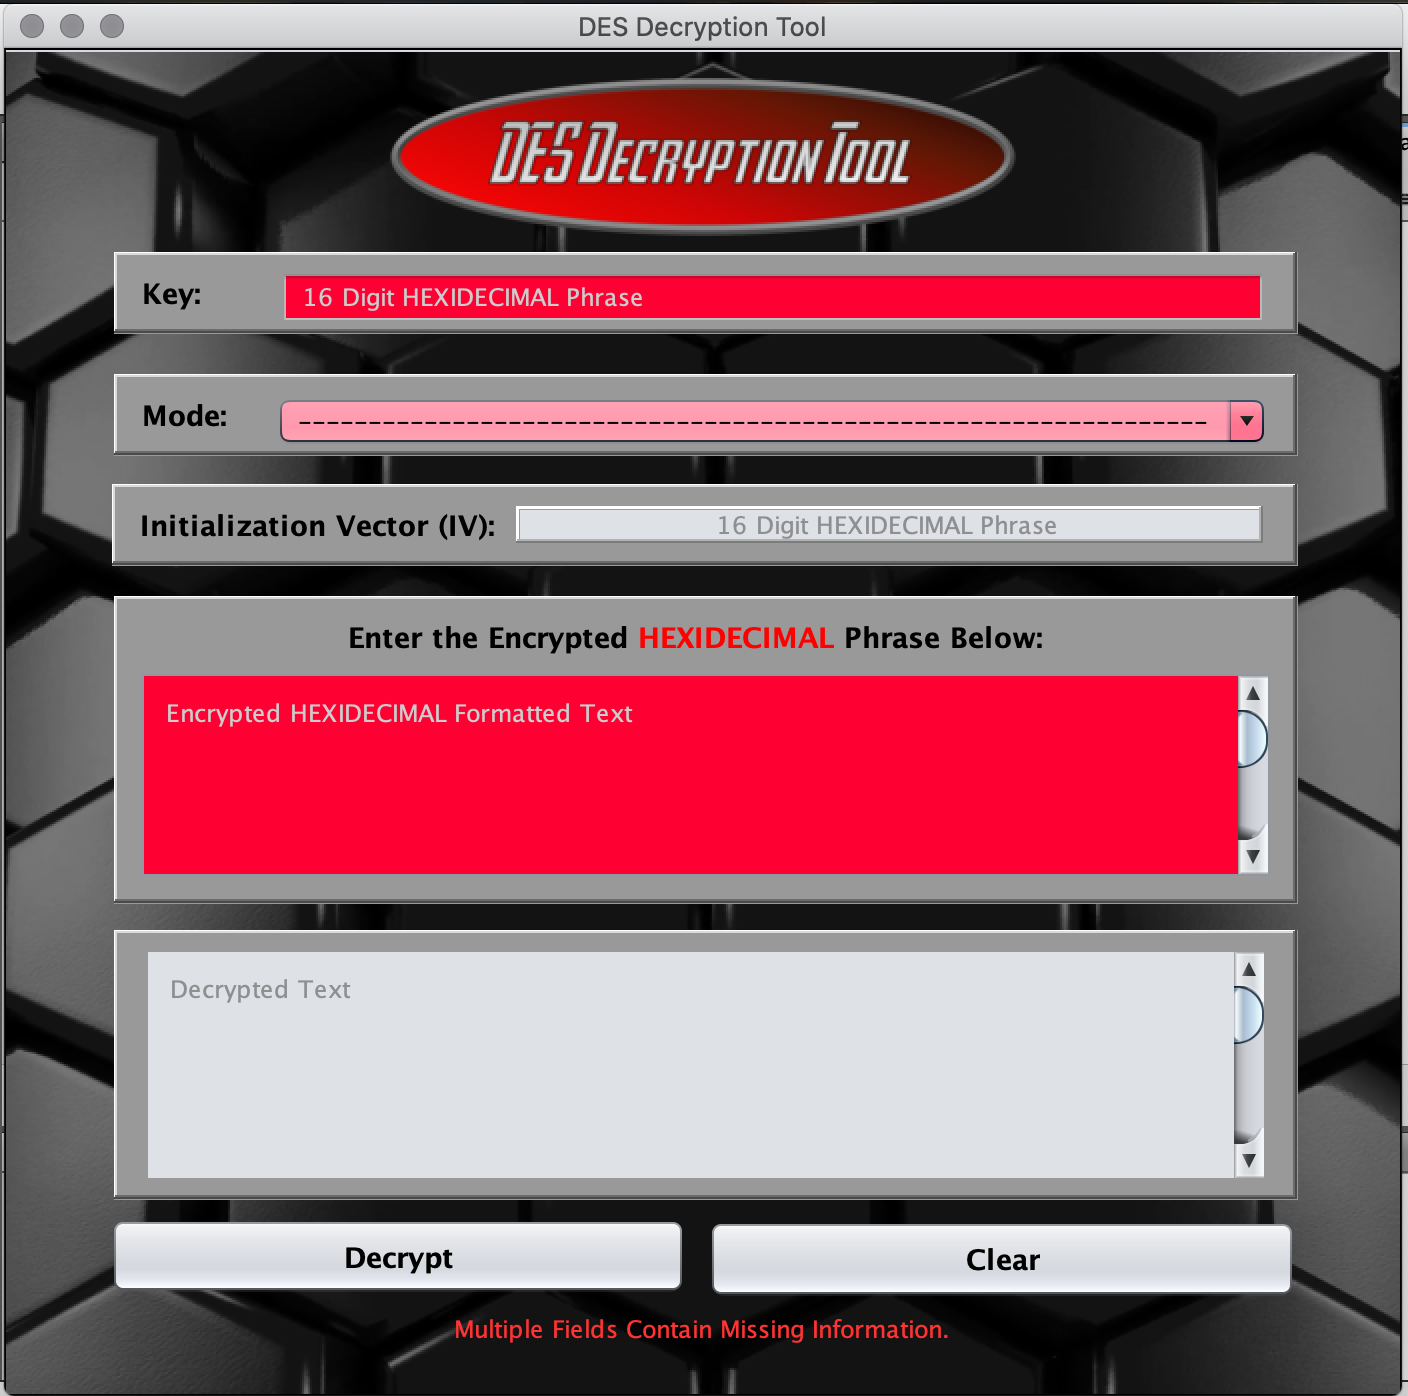 DES Decryption Tool
DES DECRYPTION TOOL
Key: 16 Digit HEXIDECIMAL Phrase
Mode: -----------------------------------------------------------------
Initialization Vector (IV): 16 Digit HEXIDECIMAL Phrase
Enter the Encrypted HEXIDECIMAL Phrase Below:
Encrypted HEXIDECIMAL Formatted Text
Decrypted Text
Decrypt Clear
Multiple Fields Contain Missing Information.